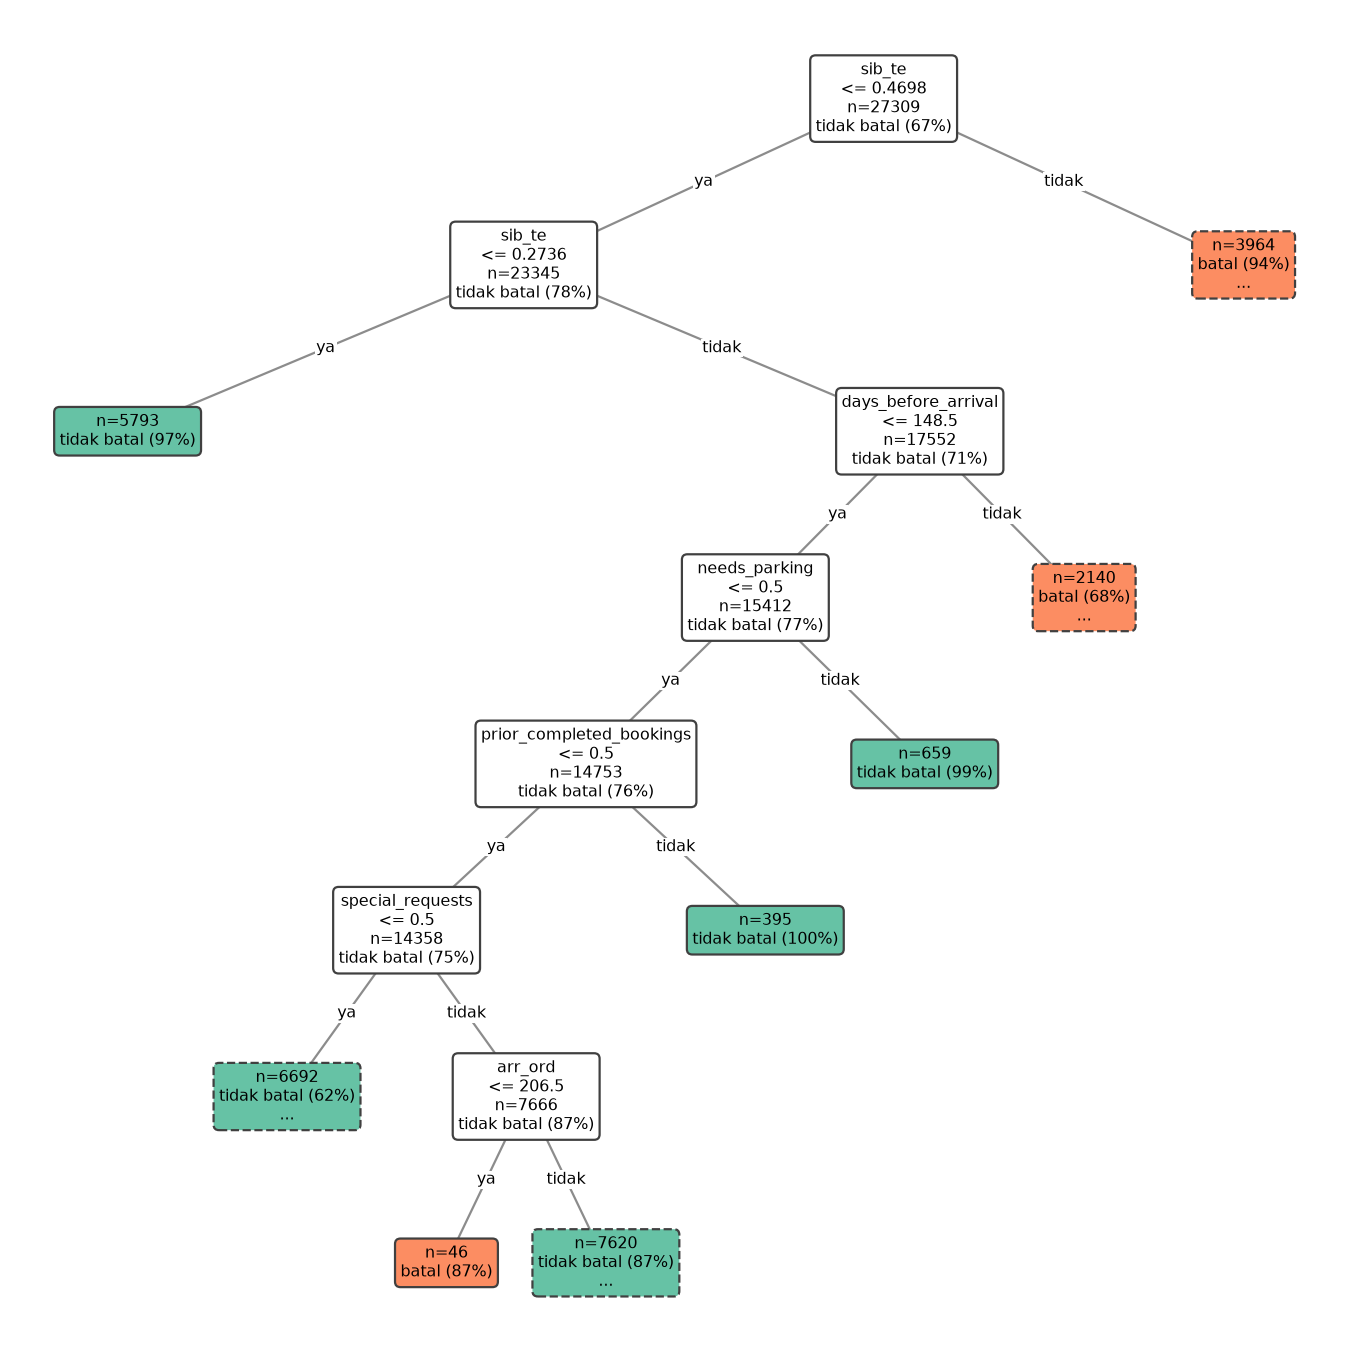 sib_te
<= 0.4698
n=27309
tidak batal (67%)
ya
tidak
sib_te
<= 0.2736
n=23345
tidak batal (78%)
n=3964
batal (94%)
...
ya
tidak
n=5793
tidak batal (97%)
days_before_arrival
<= 148.5
n=17552
tidak batal (71%)
ya
tidak
needs_parking
<= 0.5
n=15412
tidak batal (77%)
n=2140
batal (68%)
...
ya
tidak
prior_completed_bookings
<= 0.5
n=14753
tidak batal (76%)
n=659
tidak batal (99%)
ya
tidak
special_requests
<= 0.5
n=14358
tidak batal (75%)
n=395
tidak batal (100%)
ya
tidak
n=6692
tidak batal (62%)
...
arr_ord
<= 206.5
n=7666
tidak batal (87%)
ya
tidak
n=46
batal (87%)
n=7620
tidak batal (87%)
...